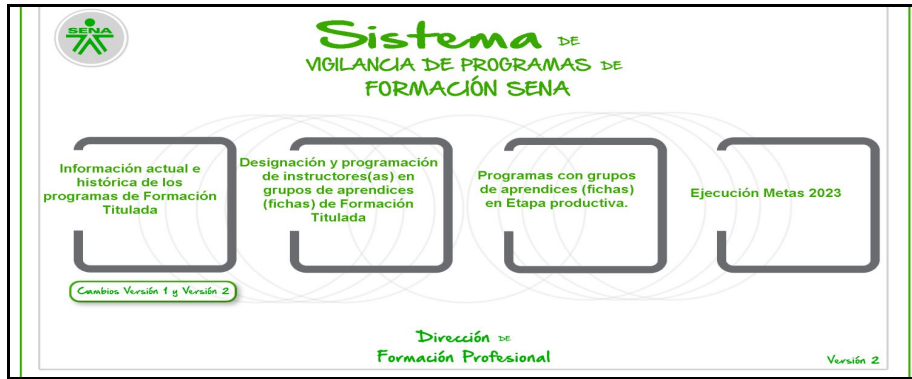 SENA
Sistema DE
VIGILANCIA DE PROGRAMAS DE
FORMACIÓN SENA
Información actual e
histórica de los
programas de Formación
Titulada
Designación y programación
de instructores(as) en
grupos de aprendices
(fichas) de Formación
Titulada
Programas con grupos
de aprendices (fichas)
en Etapa productiva.
Ejecución Metas 2023
Cambios Versión 1 y Versión 2
Dirección DE
Formación Profesional
Versión 2